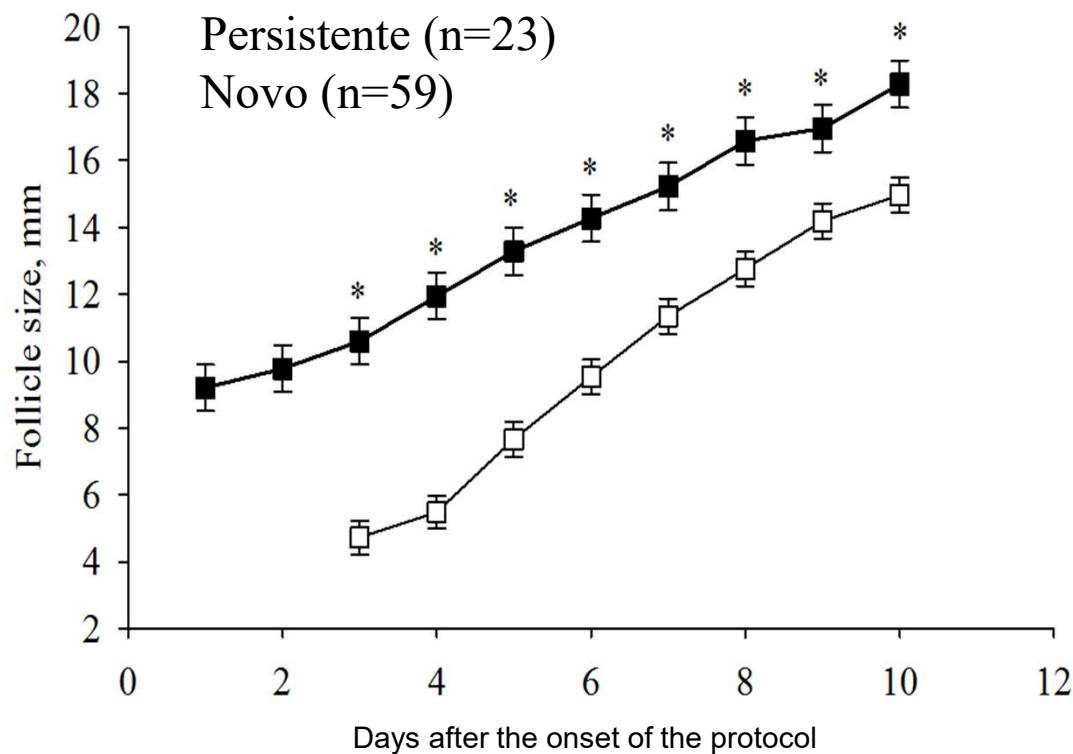 Persistente (n=23)
Novo (n=59)
20
18
16
14
12
10
8
6
4
2
Follicle size, mm
* * * * * * * *
0 2 4 6 8 10 12
Days after the onset of the protocol